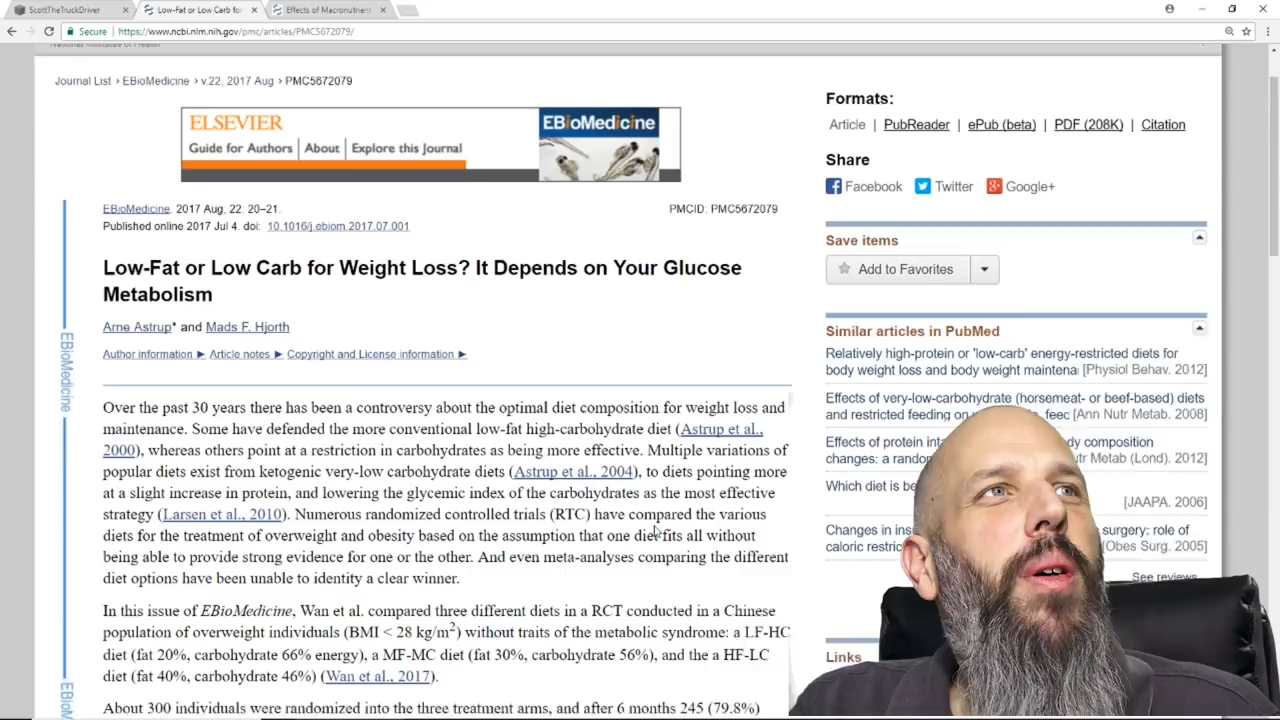 ScottTheTruckDriver
Low-Fat or Low Carb for
Effects of Macronutrient
Secure
https://www.ncbi.nlm.nih.gov/pmc/articles/PMC5672079/
National Institutes of Health
Journal List › EBioMedicine › v.22; 2017 Aug › PMC5672079
ELSEVIER
Guide for Authors | About | Explore this Journal
EBioMedicine
EBioMedicine. 2017 Aug; 22: 20–21.
PMCID: PMC5672079
Published online 2017 Jul 4. doi: 10.1016/j.ebiom.2017.07.001
Low-Fat or Low Carb for Weight Loss? It Depends on Your Glucose
Metabolism
Arne Astrup* and Mads F. Hjorth
Author information ▶ Article notes ▶ Copyright and License information ▶
EBioMedicine
Over the past 30 years there has been a controversy about the optimal diet composition for weight loss and
maintenance. Some have defended the more conventional low-fat high-carbohydrate diet (Astrup et al.,
2000), whereas others point at a restriction in carbohydrates as being more effective. Multiple variations of
popular diets exist from ketogenic very-low carbohydrate diets (Astrup et al., 2004), to diets pointing more
at a slight increase in protein, and lowering the glycemic index of the carbohydrates as the most effective
strategy (Larsen et al., 2010). Numerous randomized controlled trials (RTC) have compared the various
diets for the treatment of overweight and obesity based on the assumption that one diet fits all without
being able to provide strong evidence for one or the other. And even meta-analyses comparing the different
diet options have been unable to identity a clear winner.
In this issue of EBioMedicine, Wan et al. compared three different diets in a RCT conducted in a Chinese
population of overweight individuals (BMI < 28 kg/m2) without traits of the metabolic syndrome: a LF-HC
diet (fat 20%, carbohydrate 66% energy), a MF-MC diet (fat 30%, carbohydrate 56%), and the a HF-LC
diet (fat 40%, carbohydrate 46%) (Wan et al., 2017).
About 300 individuals were randomized into the three treatment arms, and after 6 months 245 (79.8%)
Formats:
Article | PubReader | ePub (beta) | PDF (208K) | Citation
Share
Facebook Twitter Google+
Save items
Add to Favorites
Similar articles in PubMed
Relatively high-protein or 'low-carb' energy-restricted diets for
body weight loss and body weight maintena [Physiol Behav. 2012]
Effects of very-low-carbohydrate (horsemeat- or beef-based) diets
and restricted feeding on feec [Ann Nutr Metab. 2008]
Effects of protein int dy composition
changes: a random utr Metab (Lond). 2012]
Which diet is be
[JAAPA. 2006]
Changes in ins surgery: role of
caloric restric [Obes Surg. 2005]
See reviews
Links